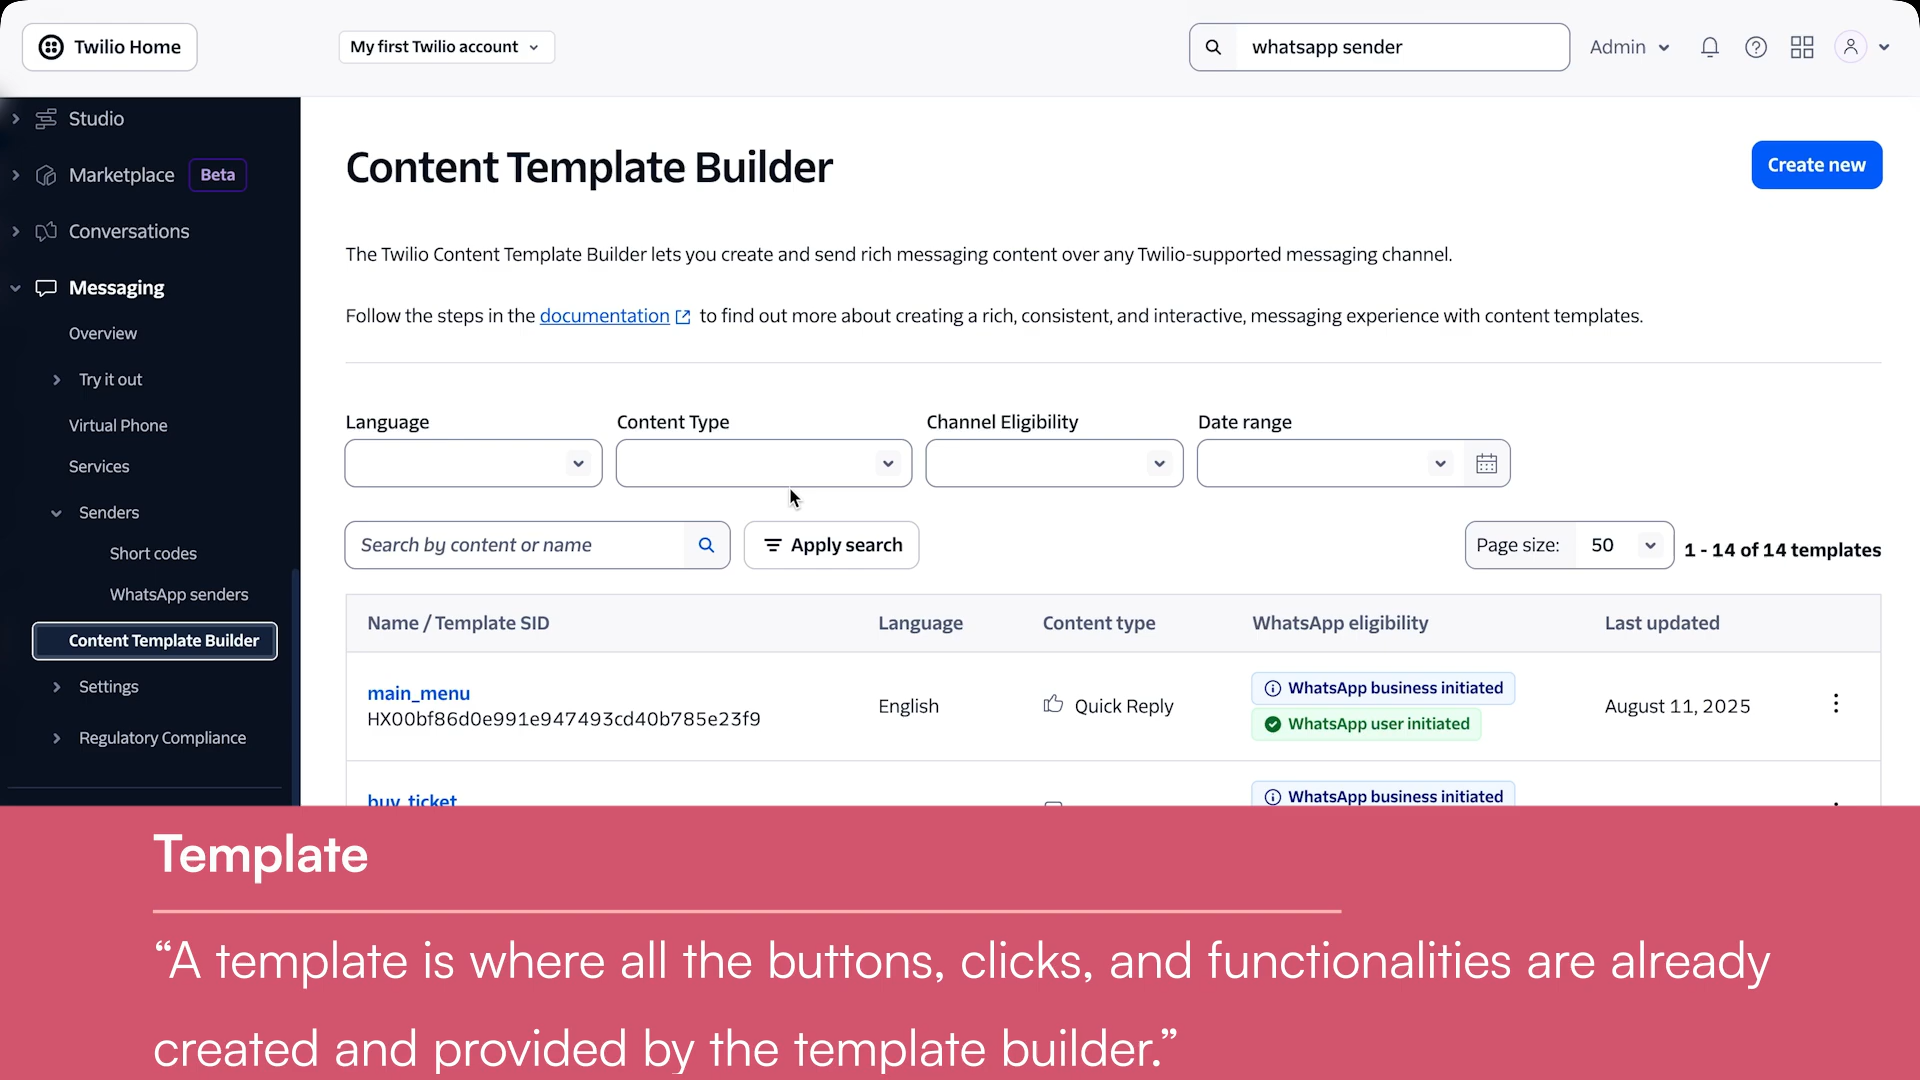 Twilio Home
My first Twilio account
whatsapp sender
Admin
Studio
Marketplace Beta
Conversations
Messaging
Overview
Try it out
Virtual Phone
Services
Senders
Short codes
WhatsApp senders
Content Template Builder
Settings
Regulatory Compliance
Content Template Builder
Create new
The Twilio Content Template Builder lets you create and send rich messaging content over any Twilio-supported messaging channel.
Follow the steps in the documentation to find out more about creating a rich, consistent, and interactive, messaging experience with content templates.
Language Content Type Channel Eligibility Date range
Search by content or name Apply search Page size: 50 1 - 14 of 14 templates
Name / Template SID Language Content type WhatsApp eligibility Last updated
main_menu
HX00bf86d0e991e947493cd40b785e23f9
English
Quick Reply
WhatsApp business initiated
WhatsApp user initiated
August 11, 2025
buy_ticket
WhatsApp business initiated
Template
“A template is where all the buttons, clicks, and functionalities are already
created and provided by the template builder.”